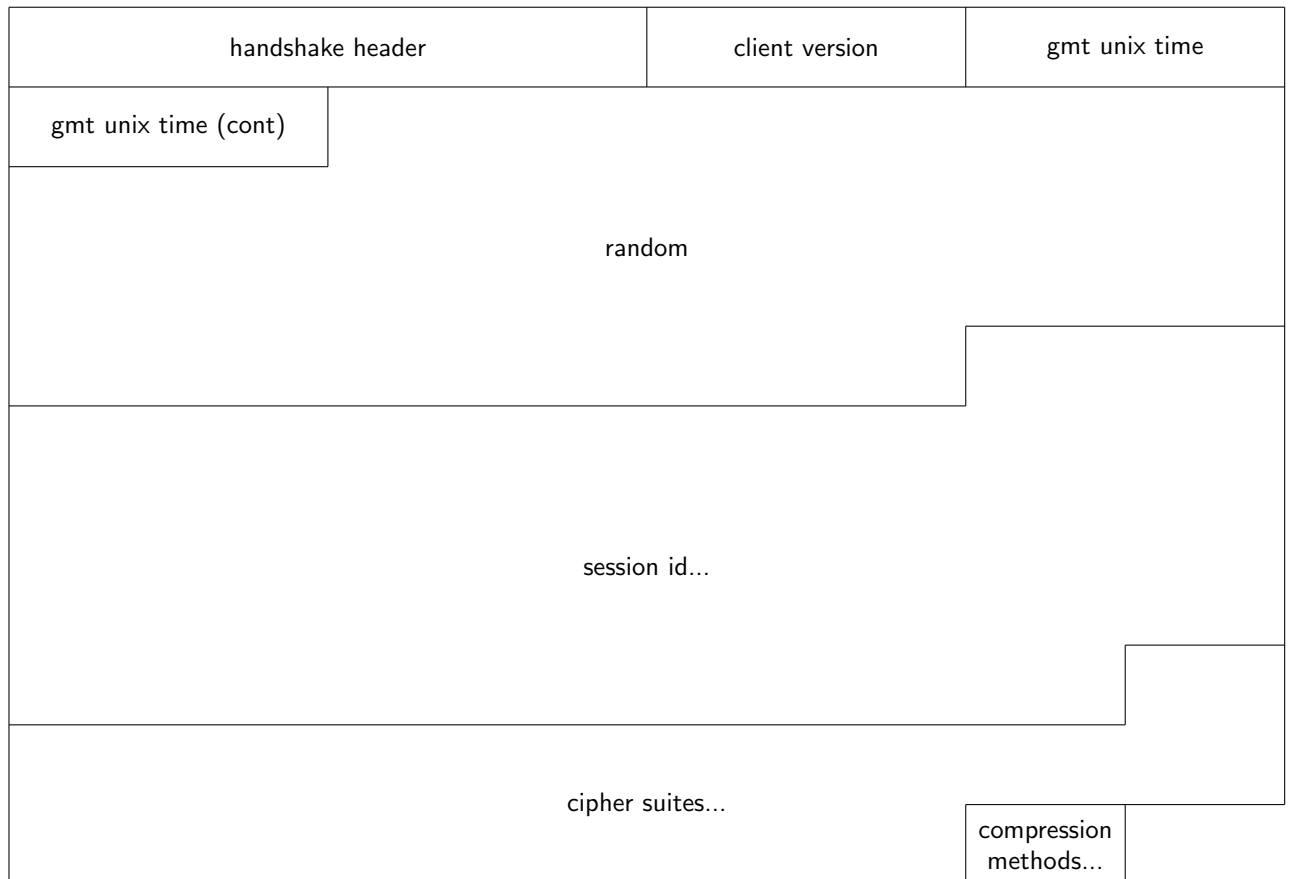 handshake header
client version
gmt unix time
gmt unix time (cont)
random
session id...
cipher suites...
compression
methods...